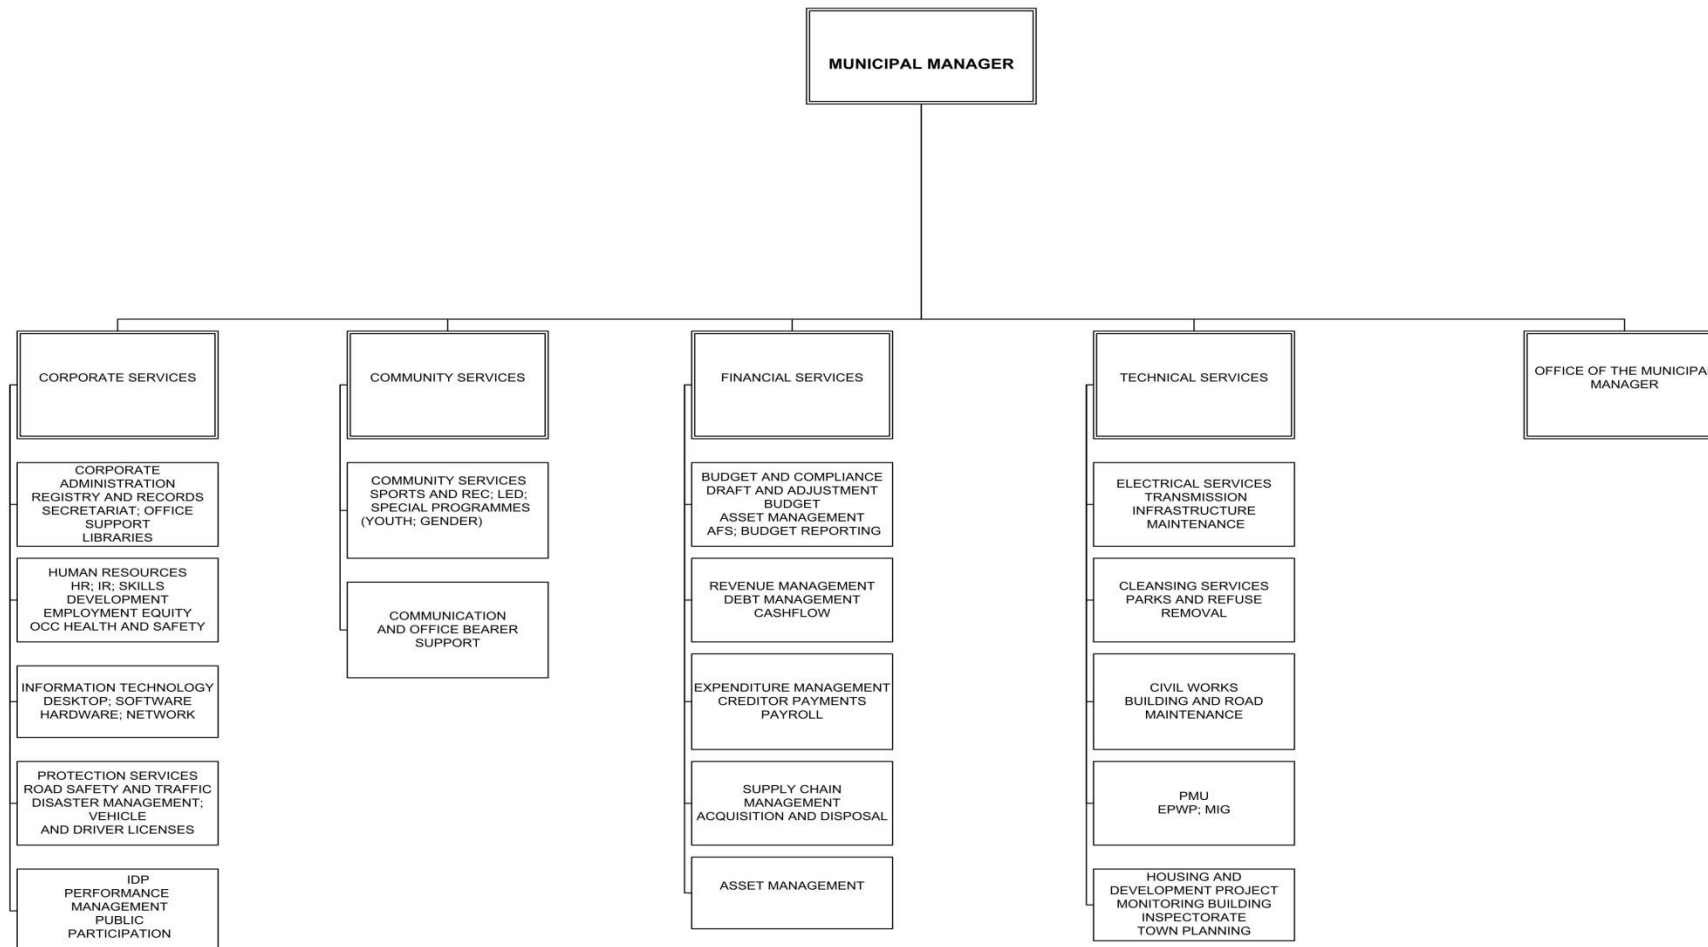 MUNICIPAL MANAGER
CORPORATE SERVICES
CORPORATE
ADMINISTRATION
REGISTRY AND RECORDS
SECRETARIAT; OFFICE
SUPPORT
LIBRARIES
HUMAN RESOURCES
HR; IR; SKILLS
DEVELOPMENT
EMPLOYMENT EQUITY
OCC HEALTH AND SAFETY
INFORMATION TECHNOLOGY
DESKTOP; SOFTWARE
HARDWARE; NETWORK
PROTECTION SERVICES
ROAD SAFETY AND TRAFFIC
DISASTER MANAGEMENT;
VEHICLE
AND DRIVER LICENSES
IDP
PERFORMANCE
MANAGEMENT
PUBLIC
PARTICIPATION
COMMUNITY SERVICES
COMMUNITY SERVICES
SPORTS AND REC; LED;
SPECIAL PROGRAMMES
(YOUTH; GENDER)
COMMUNICATION
AND OFFICE BEARER
SUPPORT
FINANCIAL SERVICES
BUDGET AND COMPLIANCE
DRAFT AND ADJUSTMENT
BUDGET
ASSET MANAGEMENT
AFS; BUDGET REPORTING
REVENUE MANAGEMENT
DEBT MANAGEMENT
CASHFLOW
EXPENDITURE MANAGEMENT
CREDITOR PAYMENTS
PAYROLL
SUPPLY CHAIN
MANAGEMENT
ACQUISITION AND DISPOSAL
ASSET MANAGEMENT
TECHNICAL SERVICES
ELECTRICAL SERVICES
TRANSMISSION
INFRASTRUCTURE
MAINTENANCE
CLEANSING SERVICES
PARKS AND REFUSE
REMOVAL
CIVIL WORKS
BUILDING AND ROAD
MAINTENANCE
PMU
EPWP; MIG
HOUSING AND
DEVELOPMENT PROJECT
MONITORING BUILDING
INSPECTORATE
TOWN PLANNING
OFFICE OF THE MUNICIPA
MANAGER